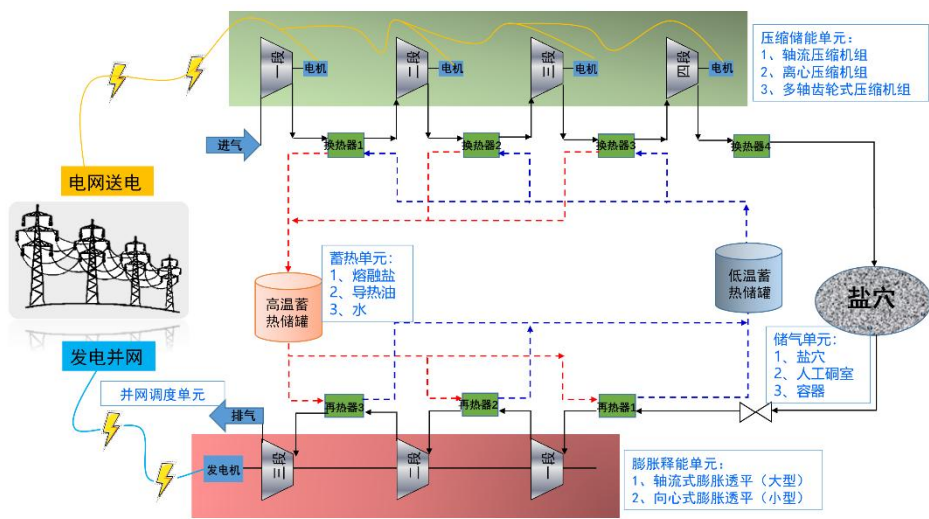 压缩储能单元：
1、轴流压缩机组
2、离心压缩机组
3、多轴齿轮式压缩机组
一段
电机
二段
电机
三段
电机
四段
电机
进气
换热器1
换热器2
换热器3
换热器4
电网送电
蓄热单元：
1、熔融盐
2、导热油
3、水
高温蓄
热储罐
低温蓄
热储罐
盐穴
储气单元：
1、盐穴
2、人工硐室
3、容器
发电并网
并网调度单元
排气
再热器3
再热器2
再热器1
发电机
三段
二段
一段
膨胀释能单元：
1、轴流式膨胀透平（大型）
2、向心式膨胀透平（小型）